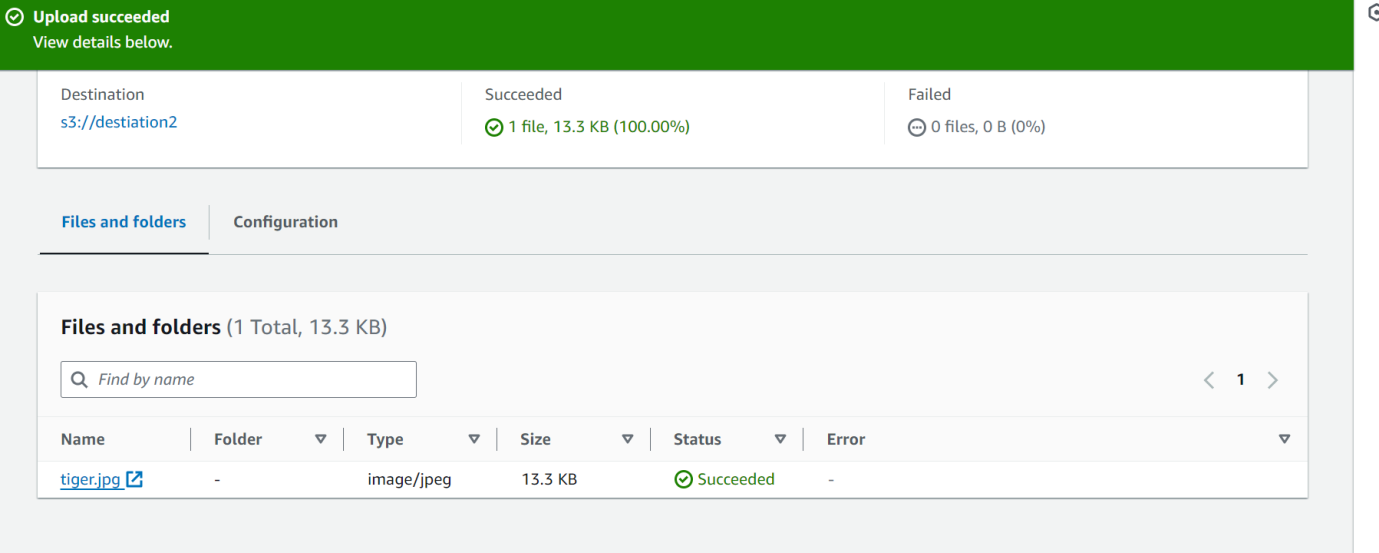 Upload succeeded
View details below.
Destination Succeeded Failed
s3://destiation2 1 file, 13.3 KB (100.00%) 0 files, 0 B (0%)
Files and folders Configuration
Files and folders (1 Total, 13.3 KB)
Find by name 1
Name Folder Type Size Status Error
tiger.jpg - image/jpeg 13.3 KB Succeeded -